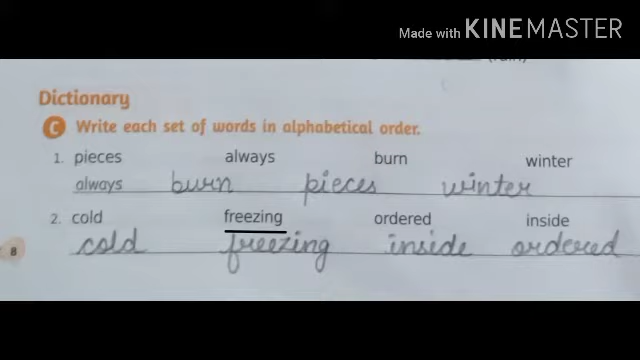 Made with KINEMASTER
(rain)
Dictionary
C Write each set of words in alphabetical order.
1. pieces always burn winter
always burn pieces winter
2. cold freezing ordered inside
cold freezing inside ordered
8